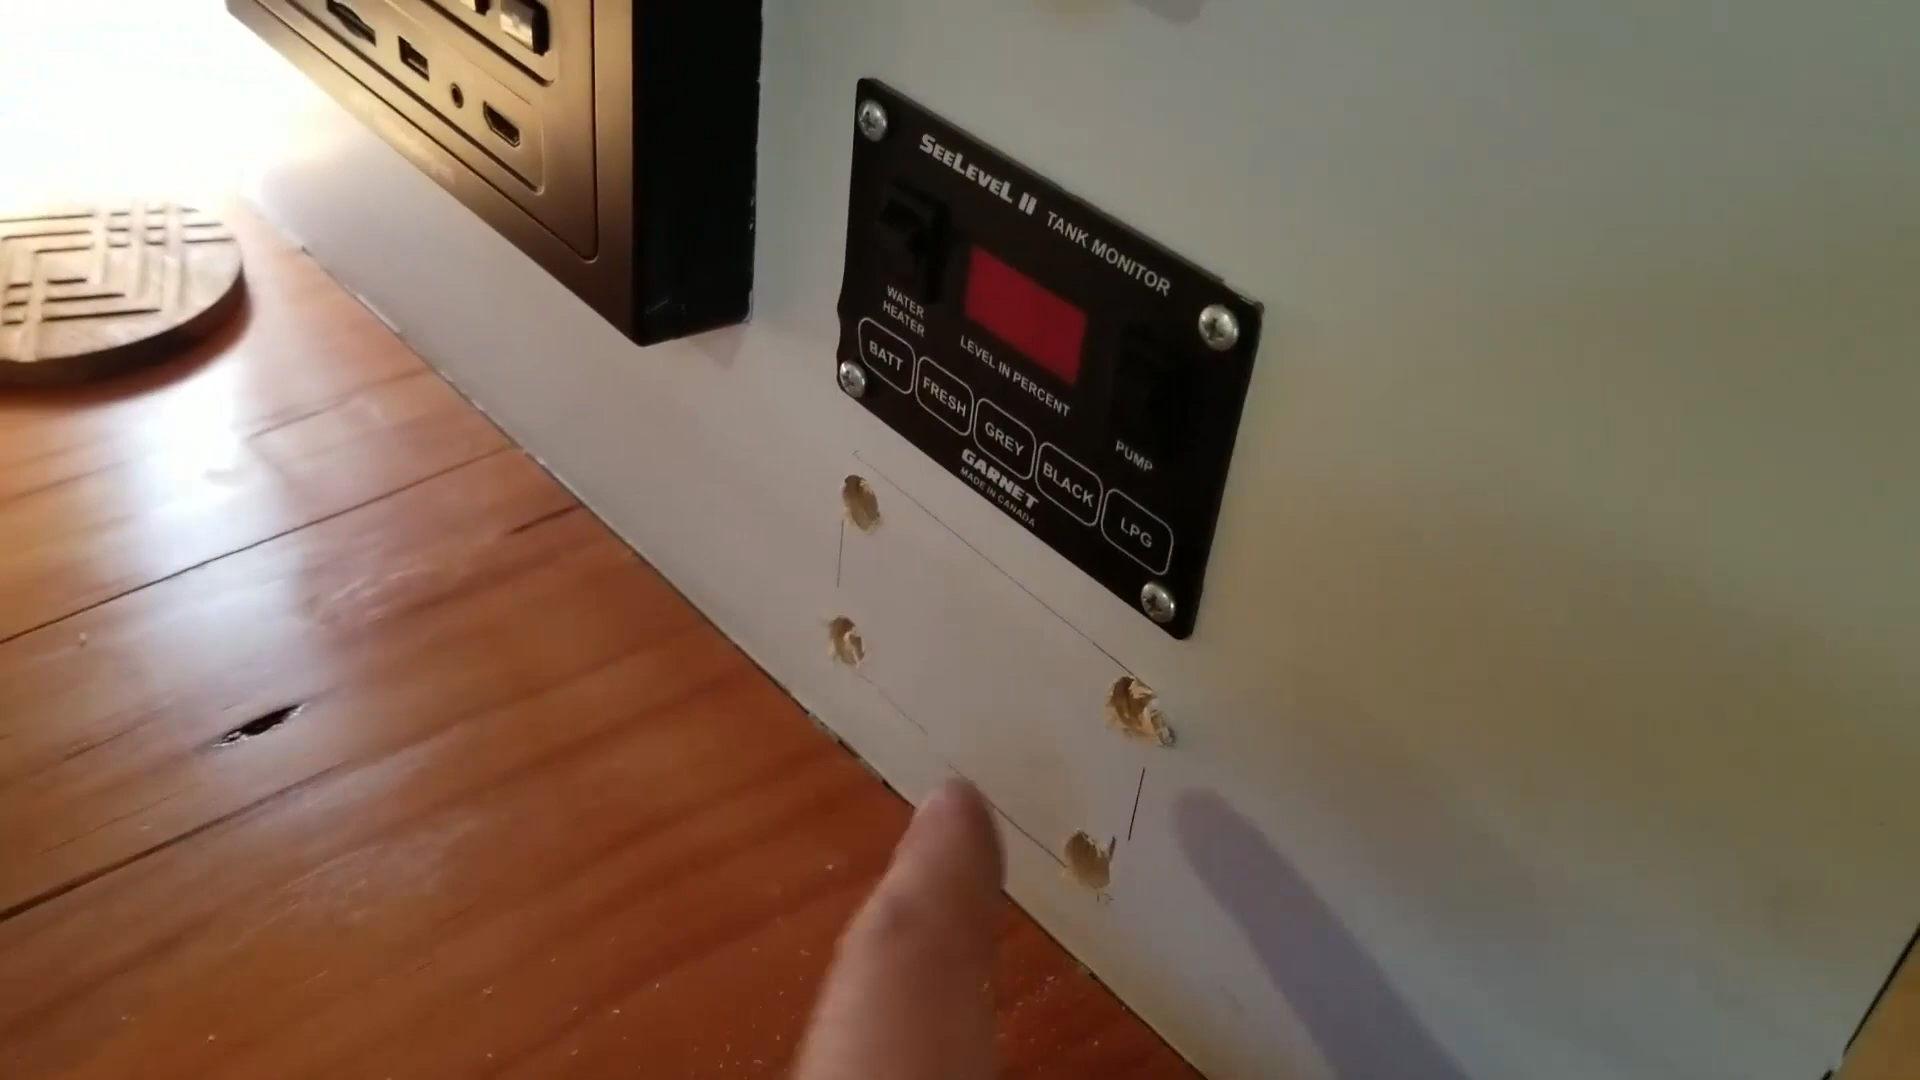 SEELEVEL II TANK MONITOR
WATER
HEATER
LEVEL IN PERCENT
PUMP
BATT
FRESH
GREY
BLACK
LPG
GARNET
MADE IN CANADA